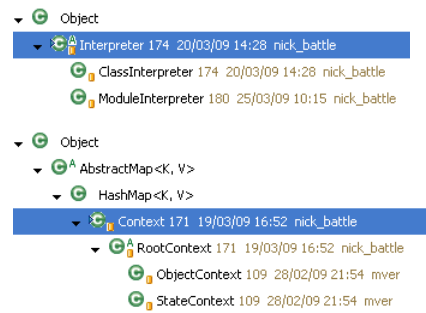 Object
Interpreter 174 20/03/09 14:28 nick_battle
ClassInterpreter 174 20/03/09 14:28 nick_battle
ModuleInterpreter 180 25/03/09 10:15 nick_battle
Object
AbstractMap<K, V>
HashMap<K, V>
Context 171 19/03/09 16:52 nick_battle
RootContext 171 19/03/09 16:52 nick_battle
ObjectContext 109 28/02/09 21:54 mver
StateContext 109 28/02/09 21:54 mver